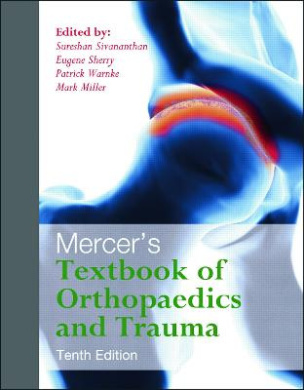 Edited by:
Sureshan Sivananthan
Eugene Sherry
Patrick Warnke
Mark Miller
Mercer's
Textbook of
Orthopaedics
and Trauma
Tenth Edition